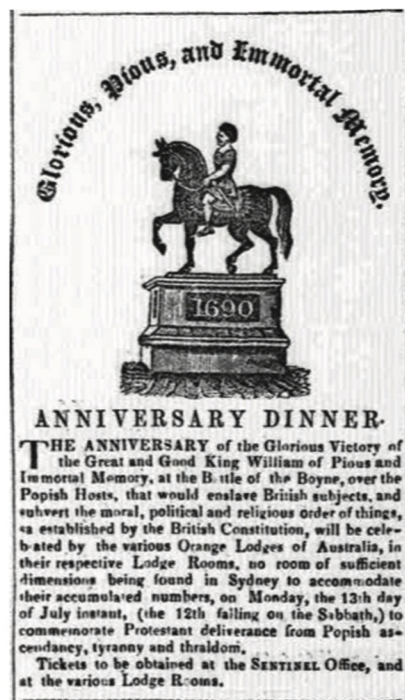 Glorious, Pious, and Immortal Memory.
1690
ANNIVERSARY DINNER.
THE ANNIVERSARY of the Glorious Victory of
the Great and Good King William of Pious and
Immortal Memory, at the Battle of the Boyne, over the
Popish Hosts, that would enslave British subjects, and
subvert the moral, political and religious order of things,
as established by the British Constitution, will be cele-
brated by the various Orange Lodges of Australia, in
their respective Lodge Rooms, no room of sufficient
dimensions being found in Sydney to accommodate
their accumulated numbers, on Monday, the 13th day
of July instant, (the 12th falling on the Sabbath,) to
commemorate Protestant deliverance from Popish as-
cendancy, tyranny and thraldom.
Tickets to be obtained at the SENTINEL Office, and
at the various Lodge Rooms.